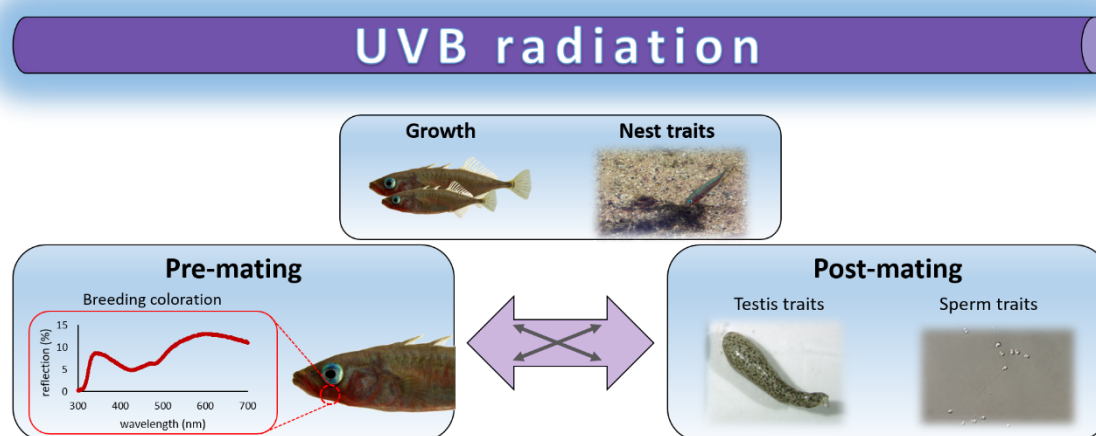 UVB radiation
Growth
Nest traits
Pre-mating
Breeding coloration
reflection (%)
15
10
5
0
300
400
500
600
700
wavelength (nm)
Post-mating
Testis traits
Sperm traits